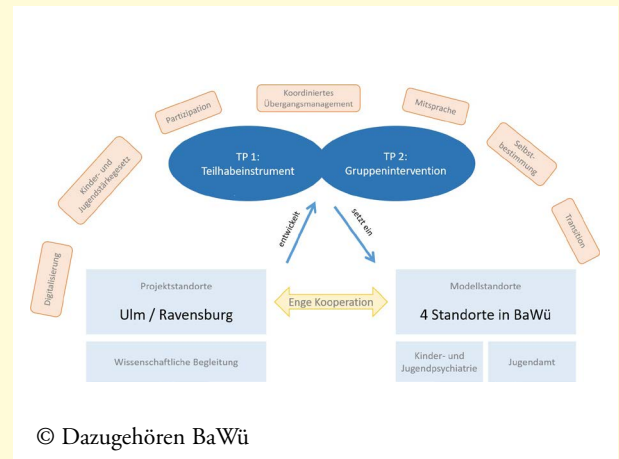 Koordiniertes
Übergangsmanagement
Partizipation
Mitsprache
Kinder- und
Jugendstärkegesetz
Selbst-
bestimmung
Digitalisierung
Transition
TP 1:
Teilhabeinstrument
TP 2:
Gruppenintervention
entwickelt
setzt ein
Projektstandorte
Ulm / Ravensburg
Enge Kooperation
Modellstandorte
4 Standorte in BaWü
Wissenschaftliche Begleitung
Kinder- und
Jugendpsychiatrie
Jugendamt
© Dazugehören BaWü